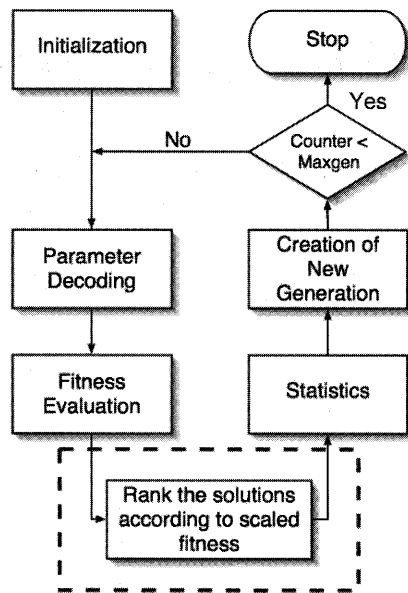 Initialization
Stop
Yes
No
Counter <
Maxgen
Parameter
Decoding
Creation of
New
Generation
Fitness
Evaluation
Statistics
Rank the solutions
according to scaled
fitness